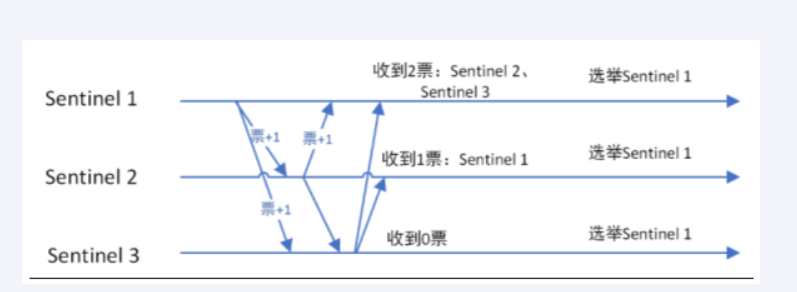 收到2票：Sentinel 2、
Sentinel 3
选举Sentinel 1
Sentinel 1
票+1
票+1
收到1票：Sentinel 1
选举Sentinel 1
Sentinel 2
票+1
收到0票
选举Sentinel 1
Sentinel 3